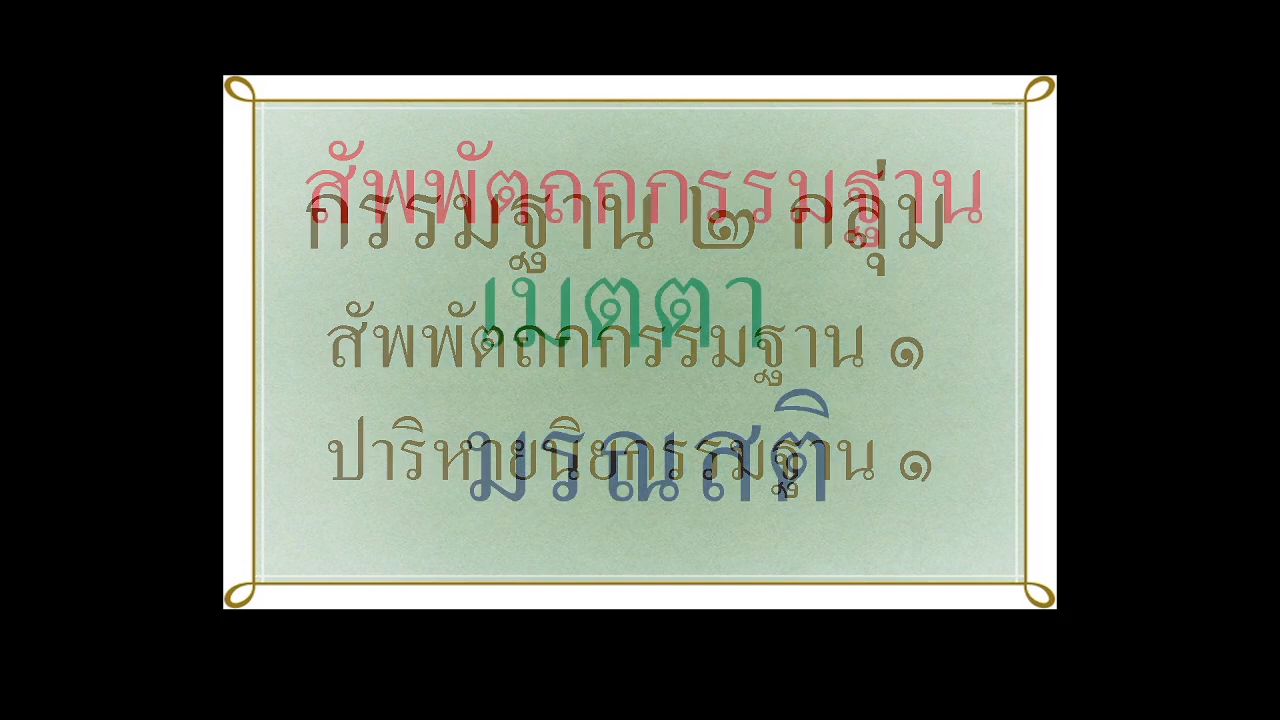 สัพพัตถกกรรมฐาน
กรรมฐาน ๒ กลุ่ม
เมตตา
สัพพัตถกกรรมฐาน ๑
มรณสติ
ปาริหาริยกรรมฐาน ๑